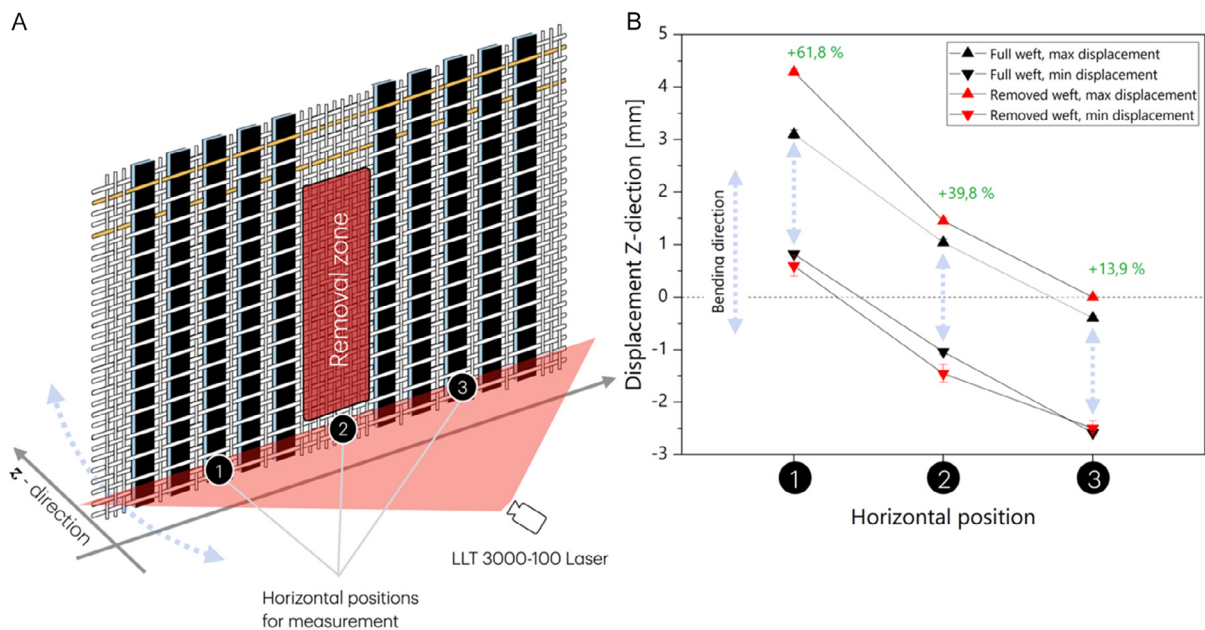 A
Removal zone
1
2
3
z - direction
LLT 3000-100 Laser
Horizontal positions
for measurement
B
Displacement Z-diection [mm]
5
4
3
2
1
0
-1
-2
-3
Bending direction
+61,8 %
+39,8 %
+13,9 %
Full weft, max displacement
Full weft, min displacement
Removed weft, max displacement
Removed weft, min displacement
1
2
3
Horizontal position